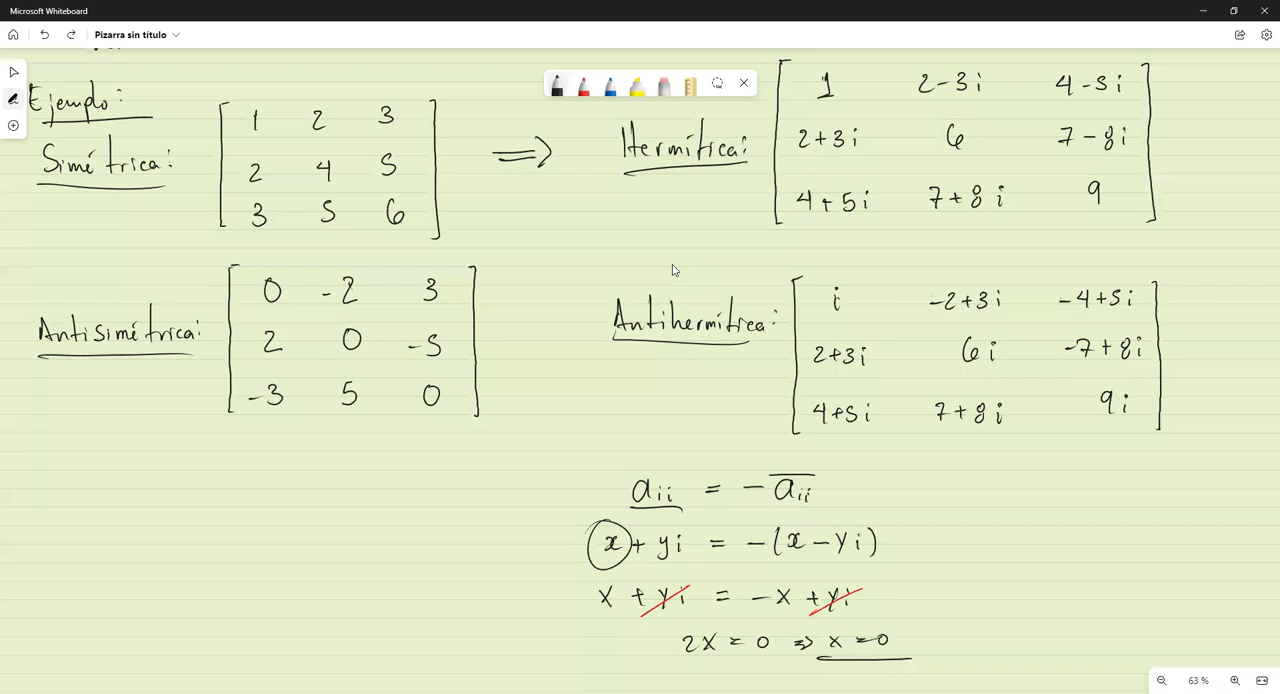 Microsoft Whiteboard
Pizarra sin título
Ejemplo:
Simétrica:
1 2 3
2 4 5
3 5 6
⟹ Hermítica:
1 2-3i 4-5i
2+3i 6 7-8i
4+5i 7+8i 9
Antisimétrica:
0 -2 3
2 0 -5
-3 5 0
Antihermítica:
i -2+3i -4+5i
2+3i 6i -7+8i
4+5i 7+8i 9i
aᵢᵢ = - a̅ᵢᵢ
x + yi = -(x - yi)
x + yi = -x + yi
2x = 0 ⇒ x = 0
63 %